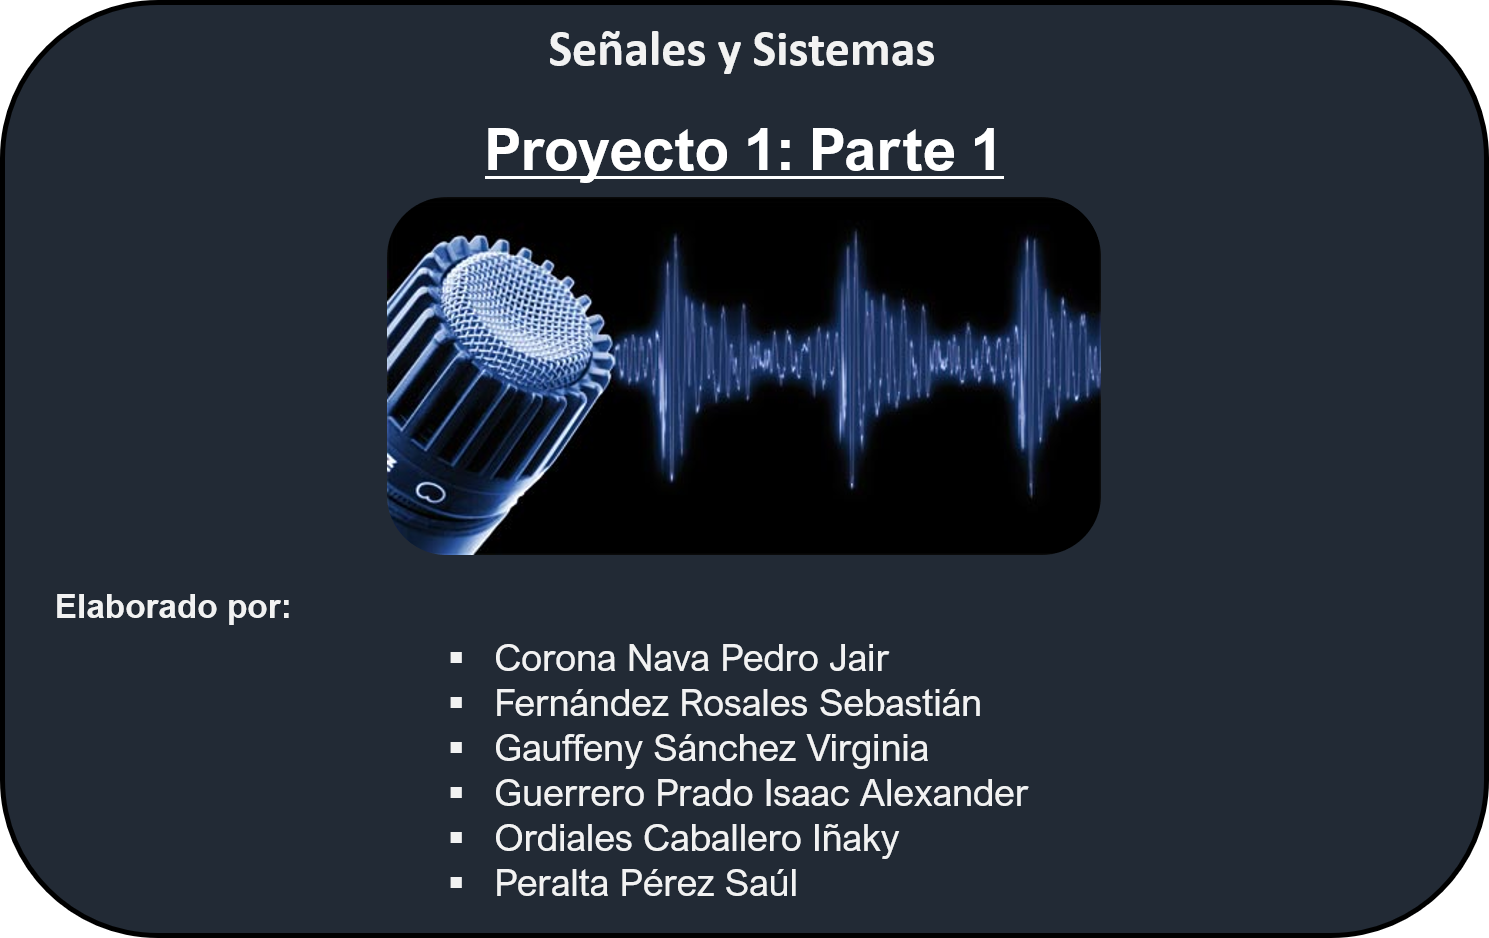 Señales y Sistemas
Proyecto 1: Parte 1
Elaborado por:
▪ Corona Nava Pedro Jair
▪ Fernández Rosales Sebastián
▪ Gauffeny Sánchez Virginia
▪ Guerrero Prado Isaac Alexander
▪ Ordiales Caballero Iñaky
▪ Peralta Pérez Saúl